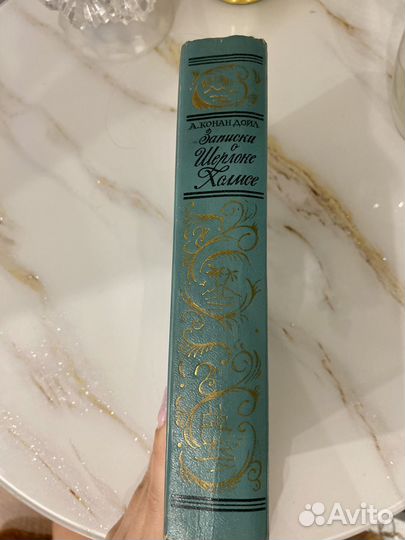 А. КОНАН ДОЙЛ
Записки
о
Шерлоке
Холмсе
Avito